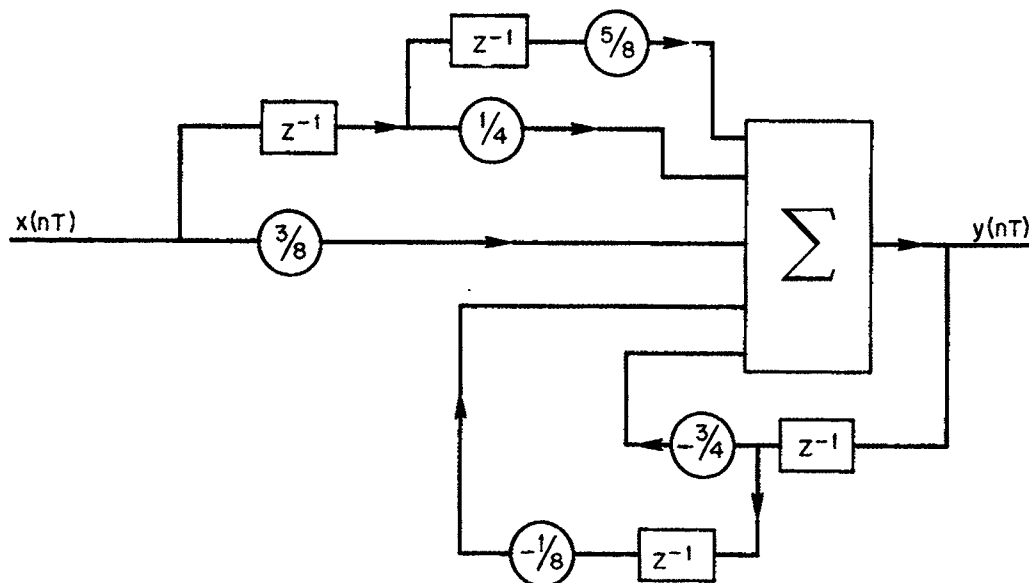 z⁻¹
5/8
z⁻¹
1/4
x(nT)
3/8
∑
y(nT)
-3/4
z⁻¹
-1/8
z⁻¹